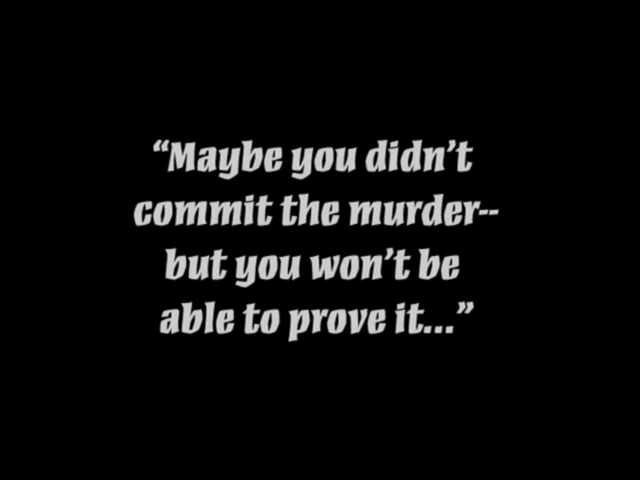 “Maybe you didn’t
commit the murder--
but you won’t be
able to prove it...”